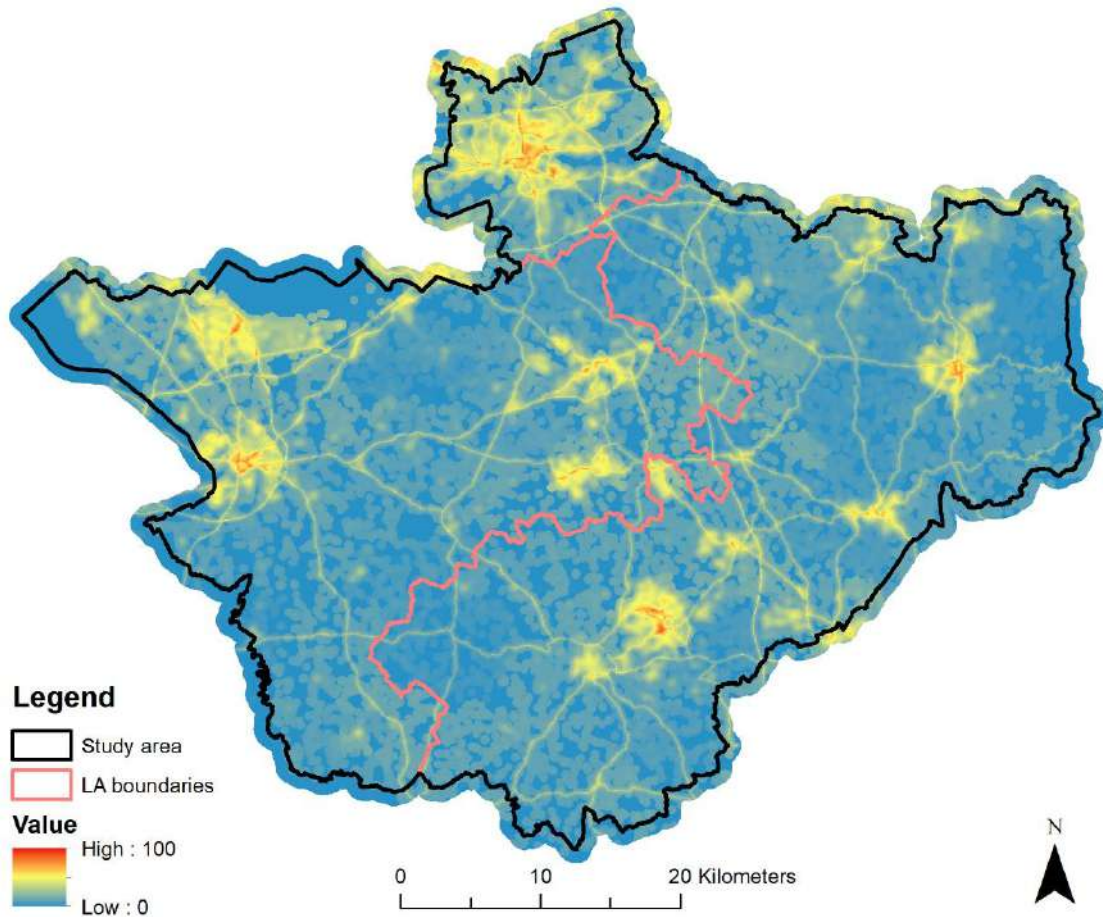 Legend
Study area
LA boundaries
Value
High : 100
Low : 0
0 10 20 Kilometers
N